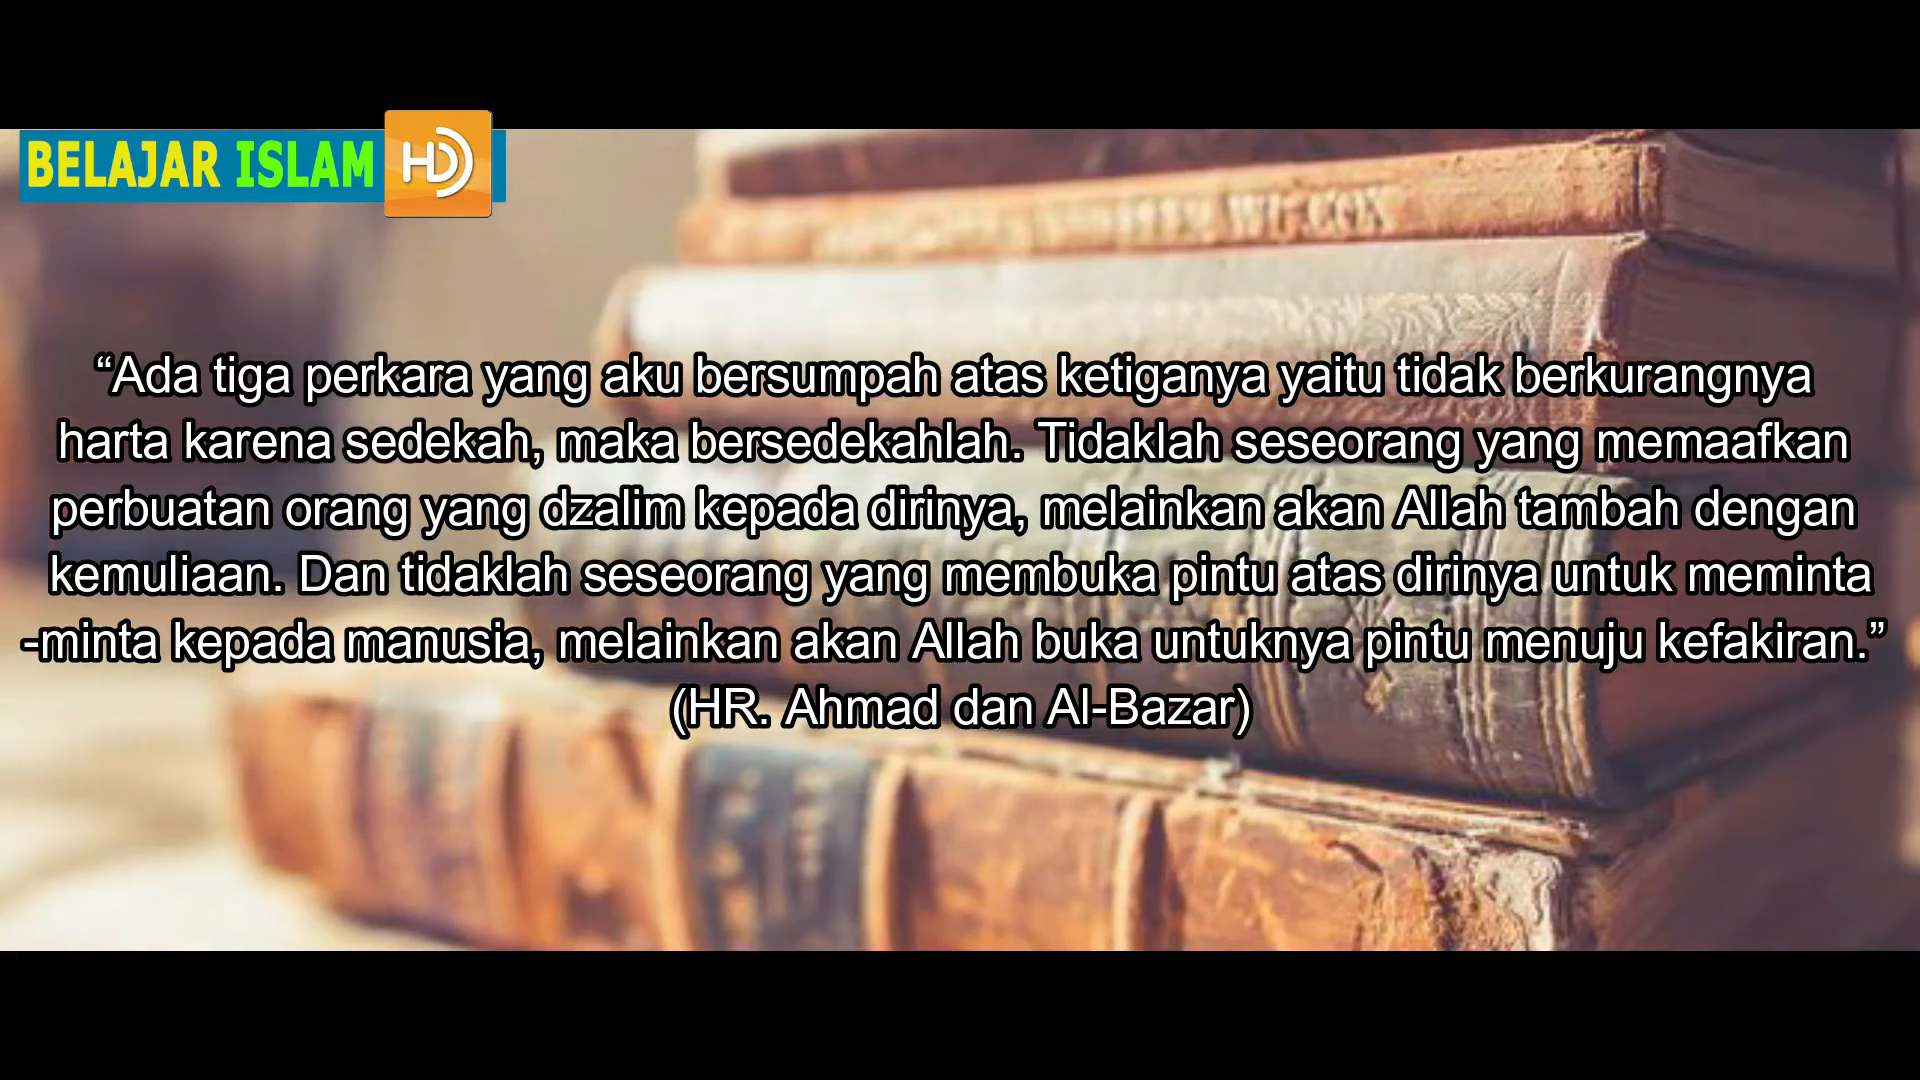 BELAJAR ISLAM HD
“Ada tiga perkara yang aku bersumpah atas ketiganya yaitu tidak berkurangnya
harta karena sedekah, maka bersedekahlah. Tidaklah seseorang yang memaafkan
perbuatan orang yang dzalim kepada dirinya, melainkan akan Allah tambah dengan
kemuliaan. Dan tidaklah seseorang yang membuka pintu atas dirinya untuk meminta
-minta kepada manusia, melainkan akan Allah buka untuknya pintu menuju kefakiran.”
(HR. Ahmad dan Al-Bazar)